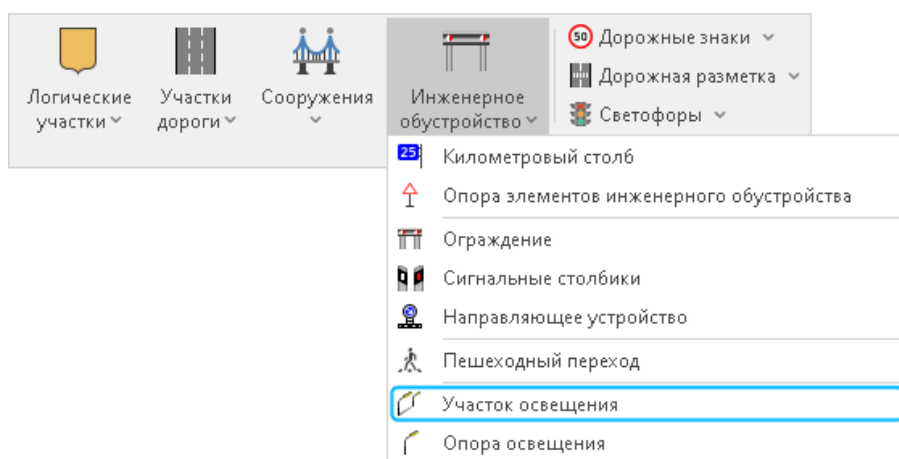 Логические
участки
Участки
дороги
Сооружения
Инженерное
обустройство
50 Дорожные знаки
Дорожная разметка
Светофоры
25 Километровый столб
Опора элементов инженерного обустройства
Ограждение
Сигнальные столбики
Направляющее устройство
Пешеходный переход
Участок освещения
Опора освещения